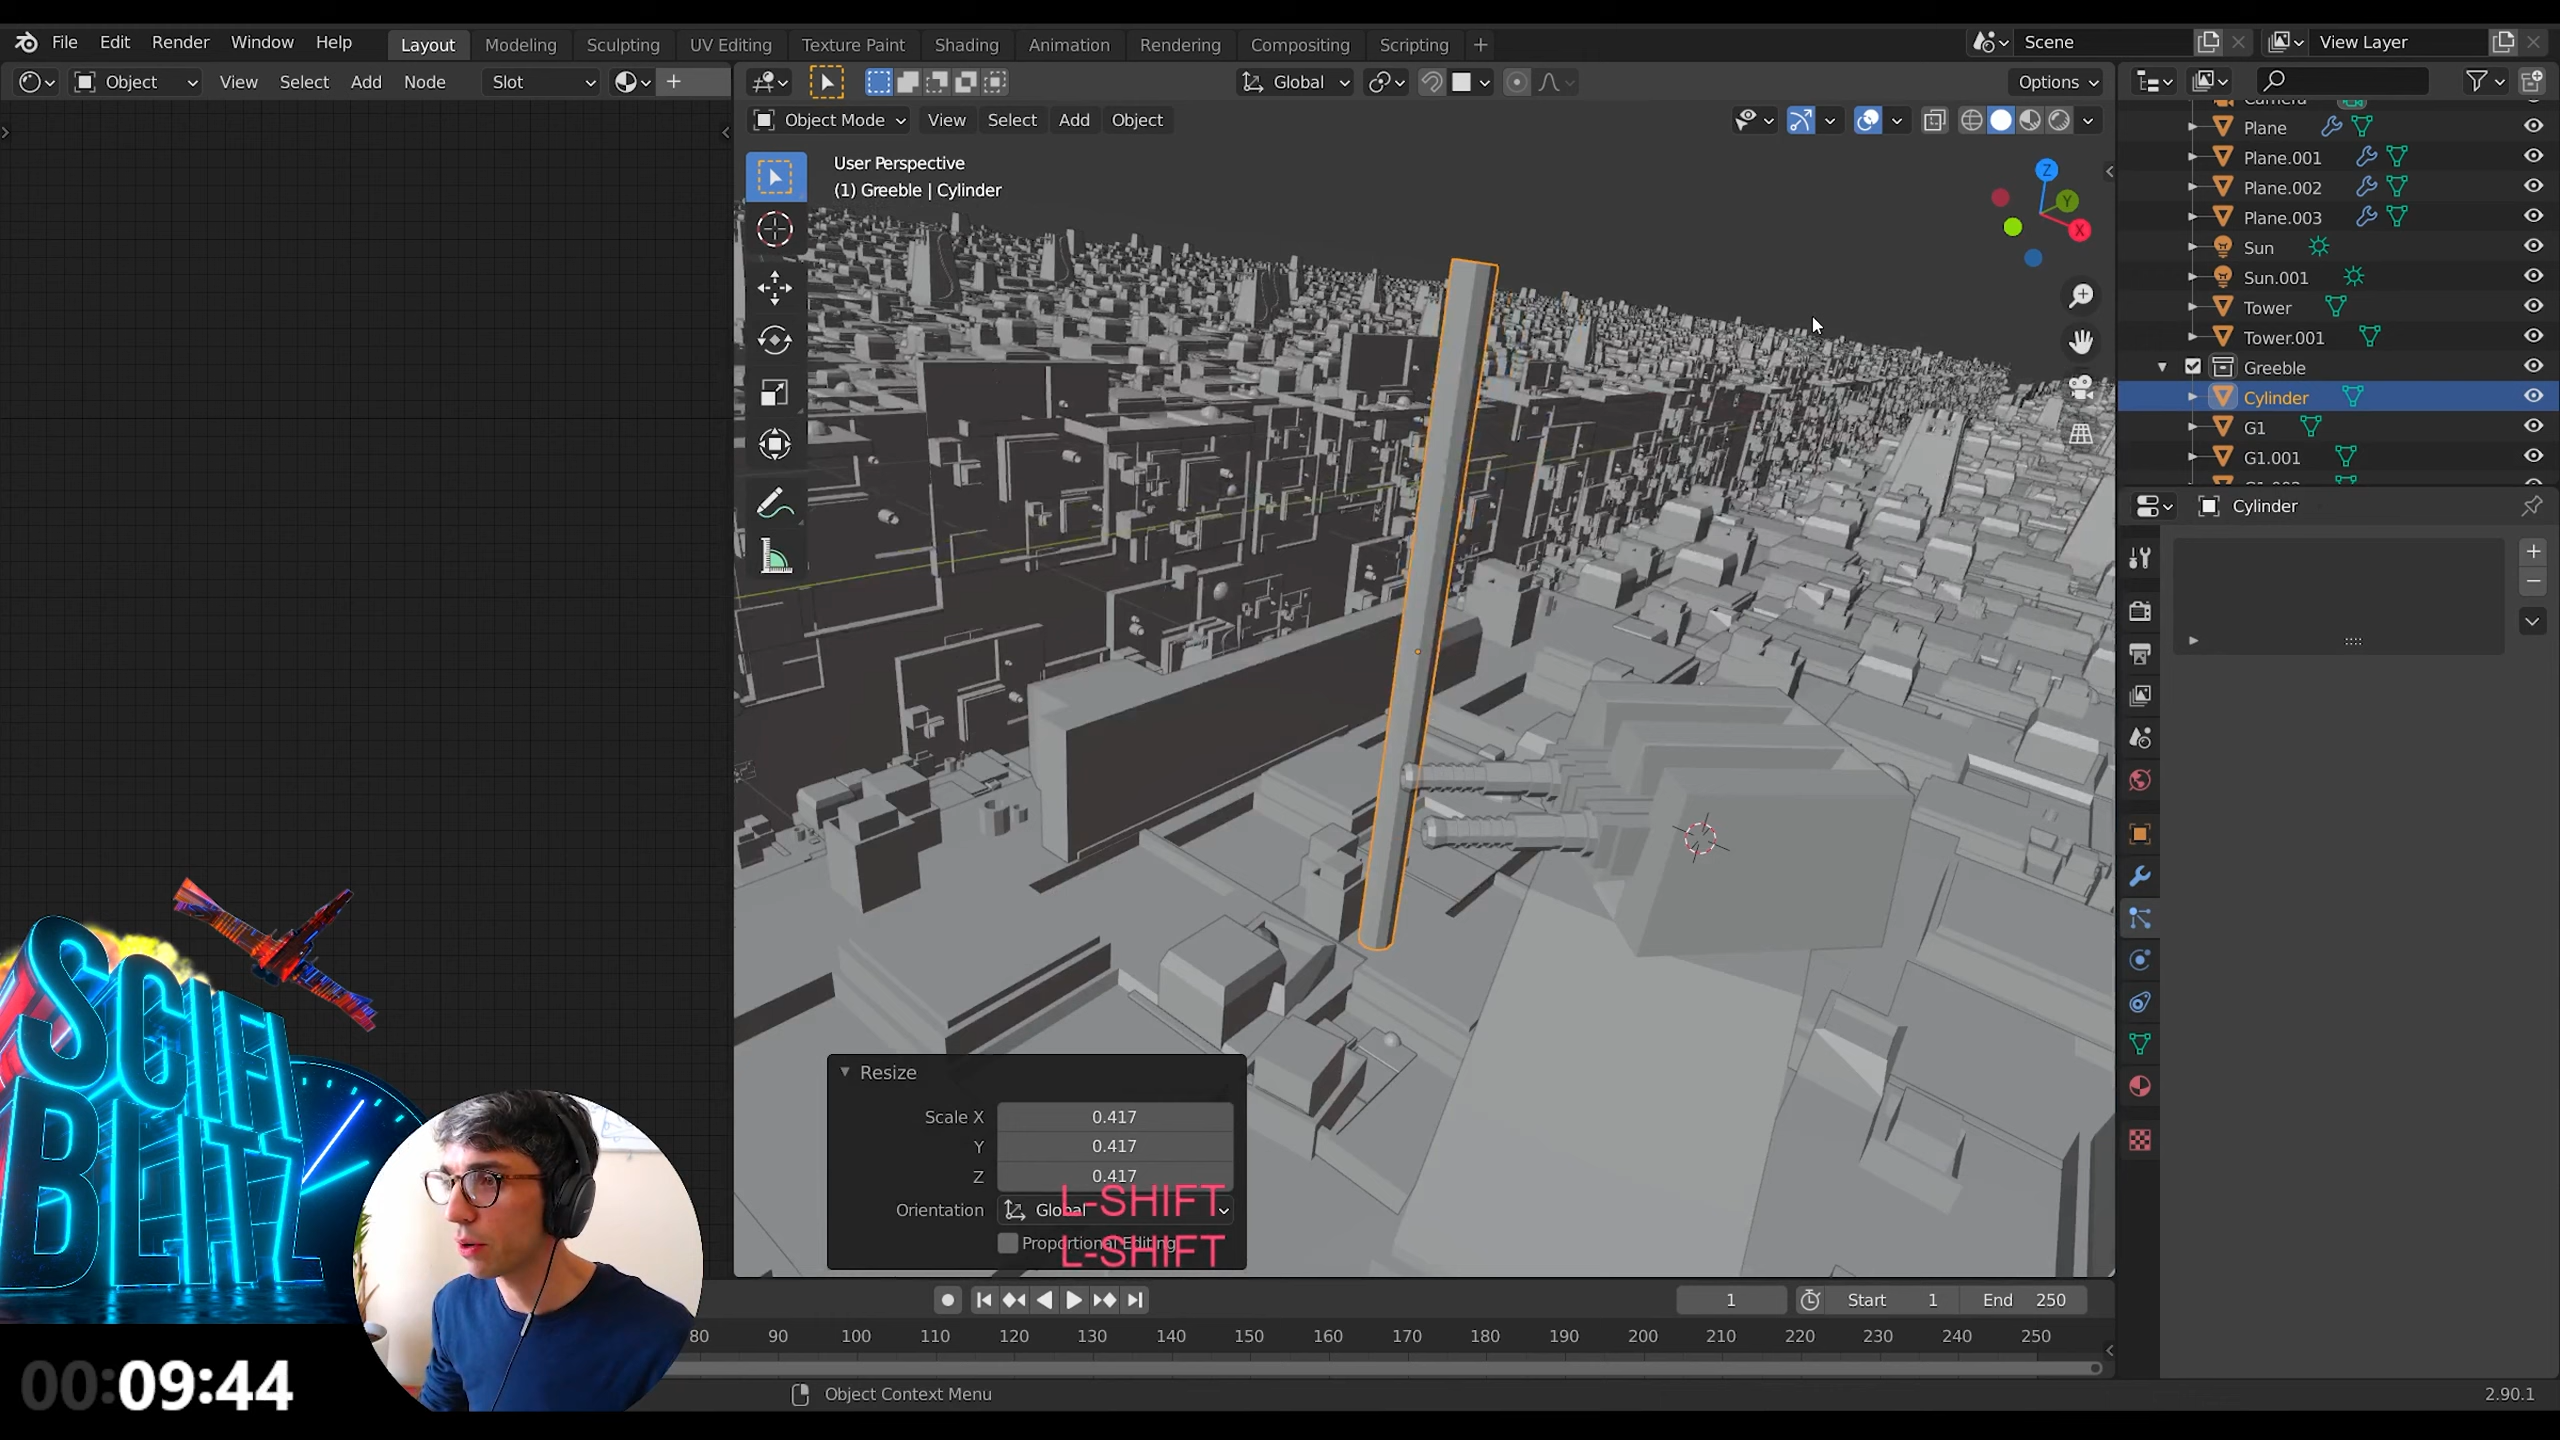 File Edit Render Window Help Layout Modeling Sculpting UV Editing Texture Paint Shading Animation Rendering Compositing Scripting + Scene View Layer
Object View Select Add Node Slot Global Options
Object Mode View Select Add Object
User Perspective
(1) Greeble | Cylinder
Z
Y
X
Plane
Plane.001
Plane.002
Plane.003
Sun
Sun.001
Tower
Tower.001
Greeble
Cylinder
G1
G1.001
Cylinder
Resize
Scale X 0.417
Y 0.417
Z 0.417
Orientation Global
Proportional Editing
L-SHIFT
L-SHIFT
SCIFI
BLITZ
00:09:44
1 Start 1 End 250
80 90 100 110 120 130 140 150 160 170 180 190 200 210 220 230 240 250
Object Context Menu
2.90.1